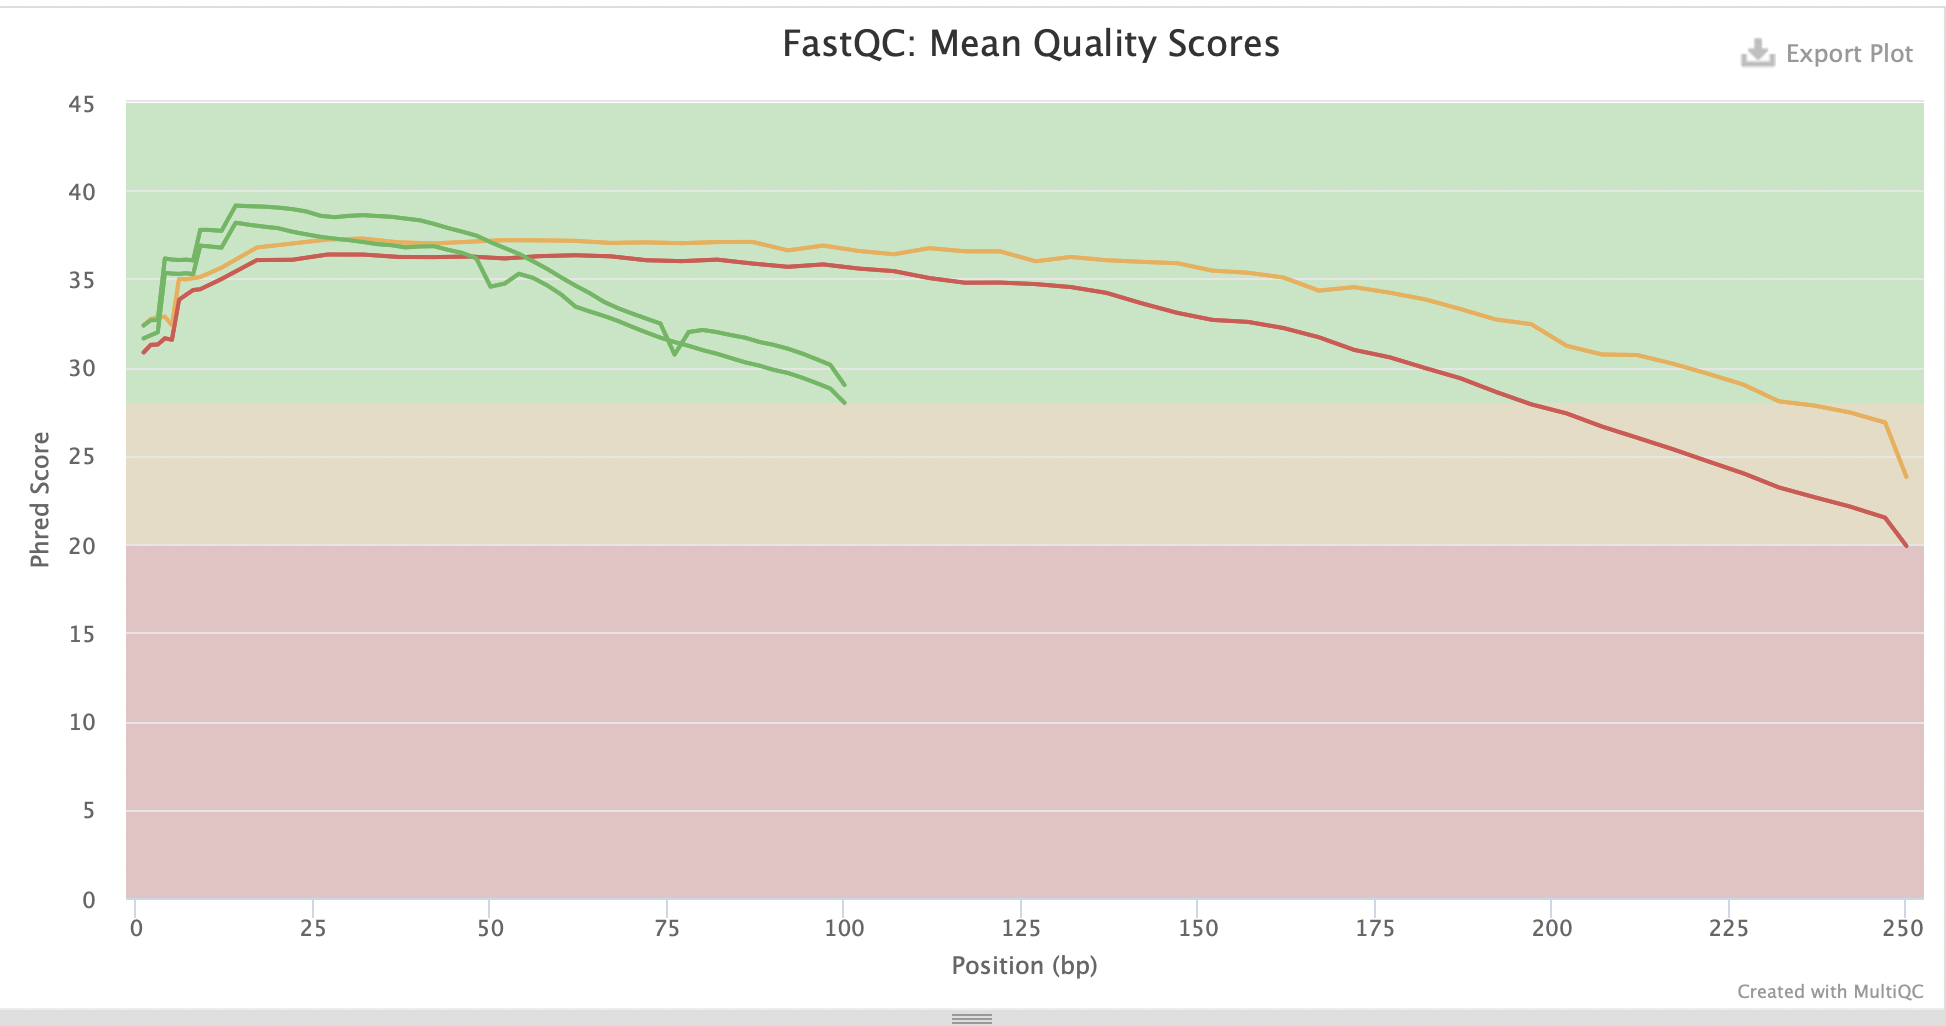 FastQC: Mean Quality Scores
Export Plot
45
40
35
30
25
20
15
10
5
0
Phred Score
0 25 50 75 100 125 150 175 200 225 250
Position (bp)
Created with MultiQC